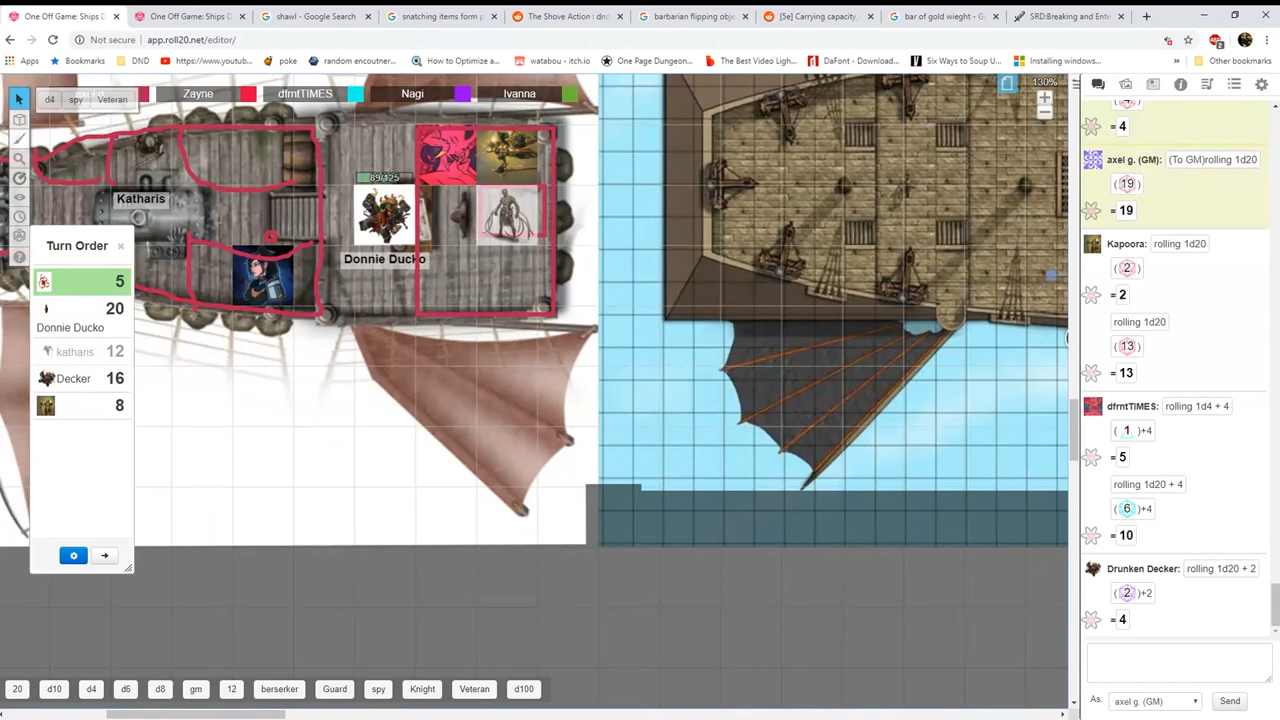 One Off Game: Ships D
One Off Game: Ships D
shawl - Google Search
snatching items form p
The Shove Action : dnd
barbarian flipping obje
[5e] Carrying capacity,
bar of gold wieght - G
SRD:Breaking and Ente
Not secure
app.roll20.net/editor/
Apps
Bookmarks
DND
https://www.youtub...
poke
random encoutner...
How to Optimize a...
watabou - itch.io
One Page Dungeon...
The Best Video Ligh...
DaFont - Download...
Six Ways to Soup U...
Installing windows...
Other bookmarks
d4
spy
Veteran
Zayne
dfrntTIMES
Nagi
Ivanna
130%
= 4
axel g. (GM):
(To GM)rolling 1d20
(19)
= 19
Kapoora:
rolling 1d20
(2)
= 2
rolling 1d20
(13)
= 13
dfrntTIMES:
rolling 1d4 + 4
(1)+4
= 5
rolling 1d20 + 4
(6)+4
= 10
Drunken Decker:
rolling 1d20 + 2
(2)+2
= 4
Katharis
89/125
Donnie Ducko
Turn Order
5
20
Donnie Ducko
katharis
12
Decker
16
8
20
d10
d4
d6
d8
gm
12
berserker
Guard
spy
Knight
Veteran
d100
As:
axel g. (GM)
Send